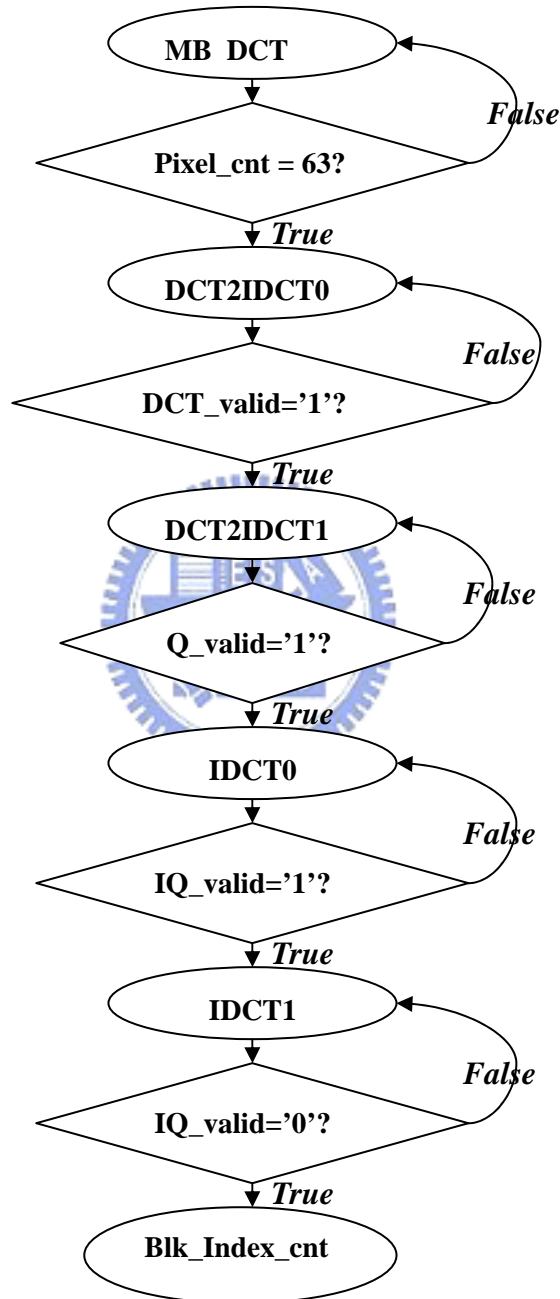 MB DCT
False
Pixel_cnt = 63?
True
DCT2IDCT0
False
DCT_valid='1'?
True
DCT2IDCT1
False
Q_valid='1'?
True
IDCT0
False
IQ_valid='1'?
True
IDCT1
False
IQ_valid='0'?
True
Blk_Index_cnt